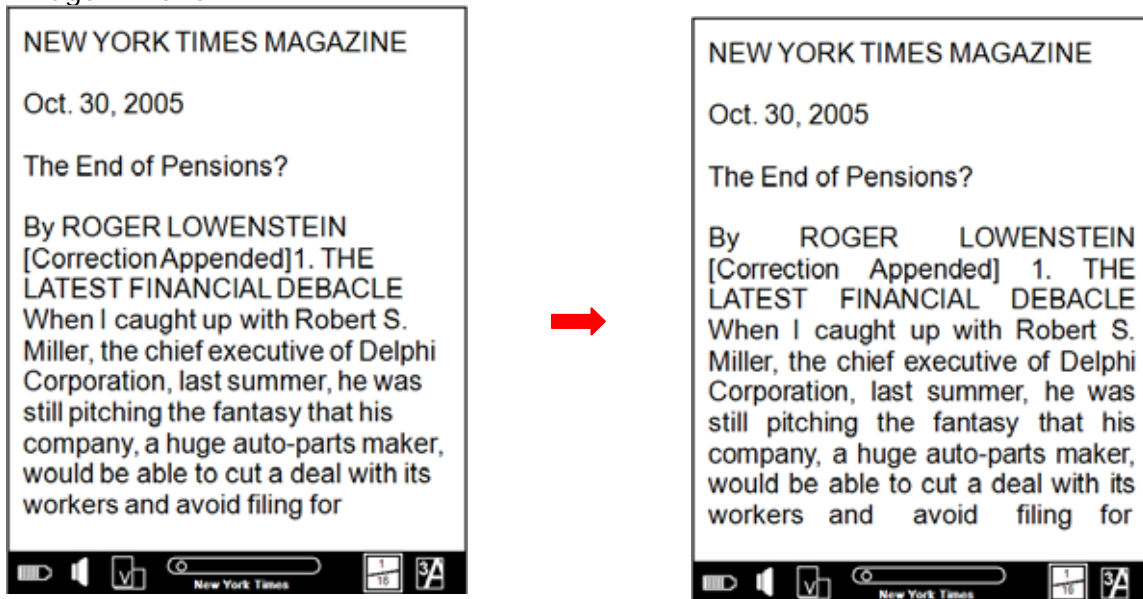 NEW YORK TIMES MAGAZINE
Oct. 30, 2005
The End of Pensions?
By ROGER LOWENSTEIN
[Correction Appended]1. THE
LATEST FINANCIAL DEBACLE
When I caught up with Robert S.
Miller, the chief executive of Delphi
Corporation, last summer, he was
still pitching the fantasy that his
company, a huge auto-parts maker,
would be able to cut a deal with its
workers and avoid filing for
1
16
3A
New York Times
NEW YORK TIMES MAGAZINE
Oct. 30, 2005
The End of Pensions?
By ROGER LOWENSTEIN
[Correction Appended] 1. THE
LATEST FINANCIAL DEBACLE
When I caught up with Robert S.
Miller, the chief executive of Delphi
Corporation, last summer, he was
still pitching the fantasy that his
company, a huge auto-parts maker,
would be able to cut a deal with its
workers and avoid filing for
1
16
3A
New York Times